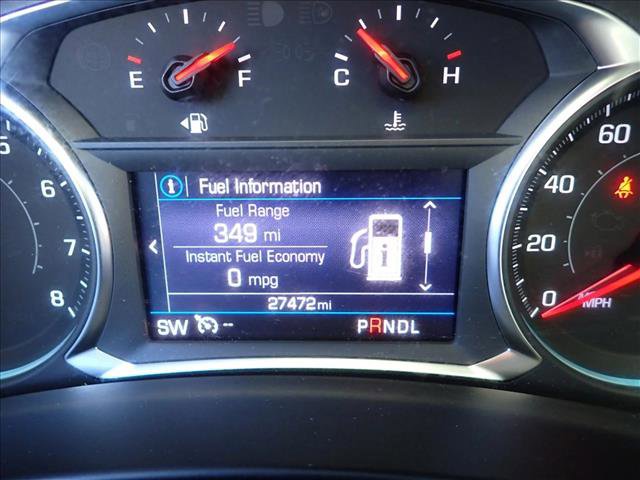 E F
C H
5
6
7
8
i Fuel Information
Fuel Range
349 mi
Instant Fuel Economy
0 mpg
i
27472mi
SW --
PRNDL
60
40
20
0
MPH